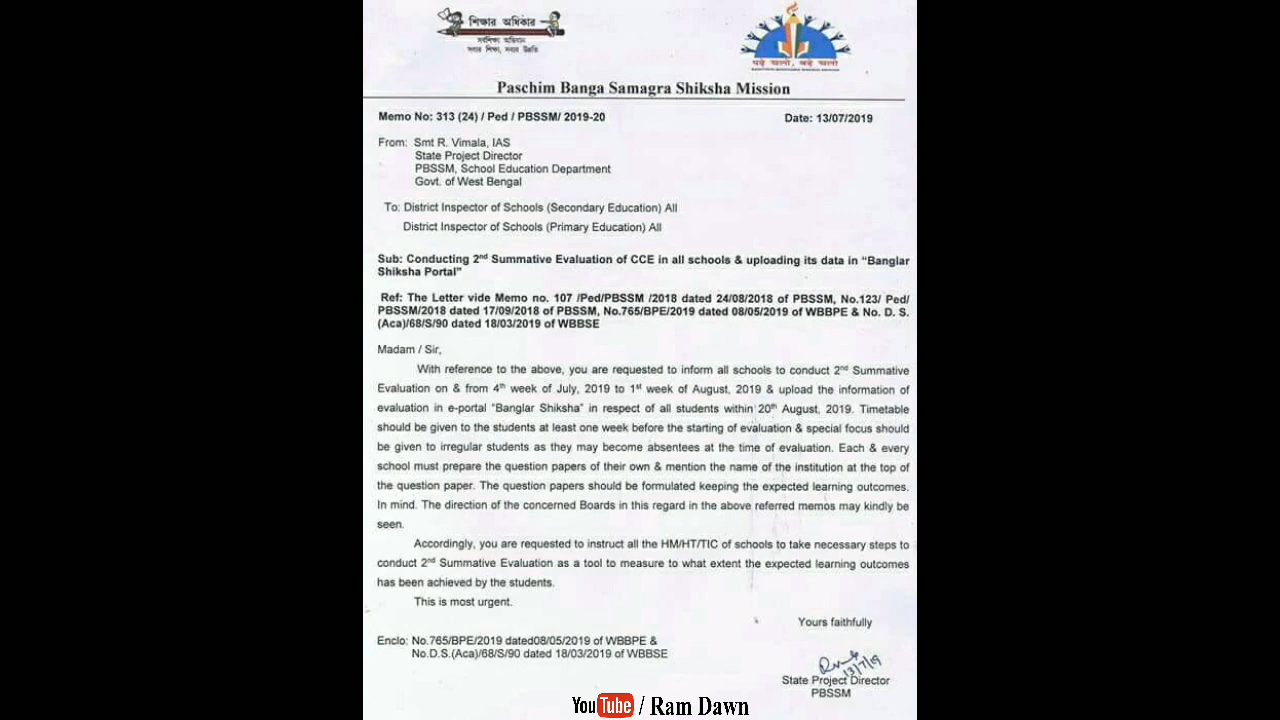 শিক্ষার অধিকার
সর্বশিক্ষা অভিযান
সবার শিক্ষা, সবার উন্নতি
पढ़े चलो, बढ़े चलो
Paschim Banga Samagra Shiksha Mission
Memo No: 313 (24) / Ped / PBSSM/ 2019-20
Date: 13/07/2019
From: Smt R. Vimala, IAS
State Project Director
PBSSM, School Education Department
Govt. of West Bengal
To: District Inspector of Schools (Secondary Education) All
District Inspector of Schools (Primary Education) All
Sub: Conducting 2nd Summative Evaluation of CCE in all schools & uploading its data in “Banglar
Shiksha Portal”
Ref: The Letter vide Memo no. 107 /Ped/PBSSM /2018 dated 24/08/2018 of PBSSM, No.123/ Ped/
PBSSM/2018 dated 17/09/2018 of PBSSM, No.765/BPE/2019 dated 08/05/2019 of WBBPE & No. D. S.
(Aca)/68/S/90 dated 18/03/2019 of WBBSE
Madam / Sir,
With reference to the above, you are requested to inform all schools to conduct 2nd Summative
Evaluation on & from 4th week of July, 2019 to 1st week of August, 2019 & upload the information of
evaluation in e-portal “Banglar Shiksha” in respect of all students within 20th August, 2019. Timetable
should be given to the students at least one week before the starting of evaluation & special focus should
be given to irregular students as they may become absentees at the time of evaluation. Each & every
school must prepare the question papers of their own & mention the name of the institution at the top of
the question paper. The question papers should be formulated keeping the expected learning outcomes.
In mind. The direction of the concerned Boards in this regard in the above referred memos may kindly be
seen.
Accordingly, you are requested to instruct all the HM/HT/TIC of schools to take necessary steps to
conduct 2nd Summative Evaluation as a tool to measure to what extent the expected learning outcomes
has been achieved by the students.
This is most urgent.
Yours faithfully
Enclo: No.765/BPE/2019 dated08/05/2019 of WBBPE &
No.D.S.(Aca)/68/S/90 dated 18/03/2019 of WBBSE
13/7/19
State Project Director
PBSSM
YouTube / Ram Dawn